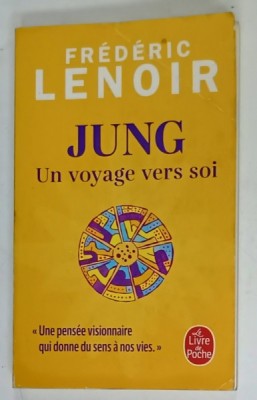 FRÉDÉRIC
LENOIR
JUNG
Un voyage vers soi
« Une pensée visionnaire
qui donne du sens à nos vies. »
Le
Livre
de
Poche